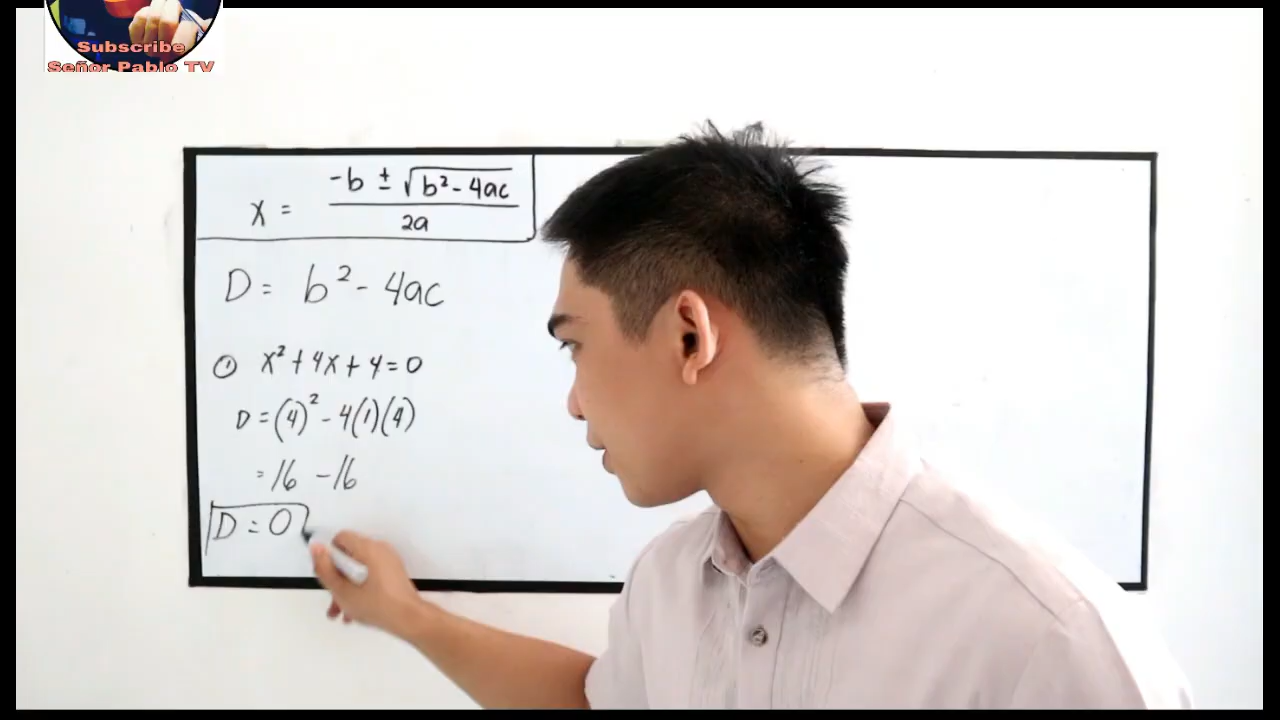 Subscribe
Señor Pablo TV
x = -b ± √b² - 4ac / 2a
D = b² - 4ac
① x² + 4x + 4 = 0
D = (4)² - 4(1)(4)
= 16 - 16
D = 0